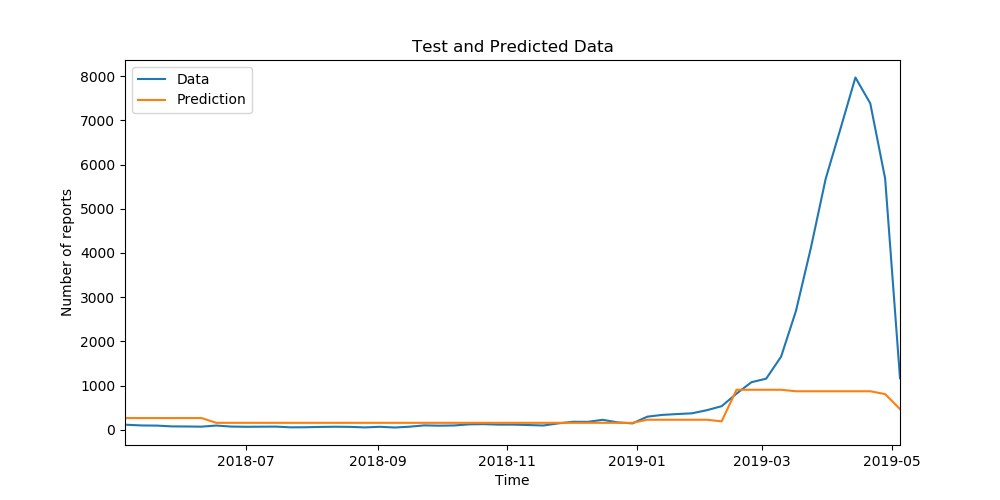 Test and Predicted Data
Data
Prediction
8000
7000
6000
5000
4000
3000
2000
1000
0
Number of reports
2018-07 2018-09 2018-11 2019-01 2019-03 2019-05
Time